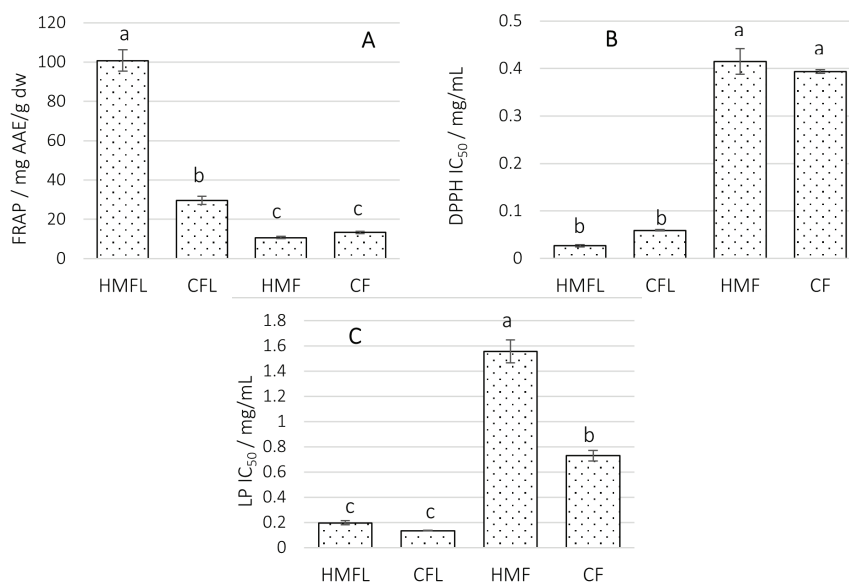 A
FRAP / mg AAE/g dw
120
100
80
60
40
20
0
a
b
c
c
HMFL CFL HMF CF
B
DPPH IC₅₀ / mg/mL
0.5
0.4
0.3
0.2
0.1
0
b
b
a
a
HMFL CFL HMF CF
C
LP IC₅₀ / mg/mL
1.8
1.6
1.4
1.2
1
0.8
0.6
0.4
0.2
0
c
c
a
b
HMFL CFL HMF CF